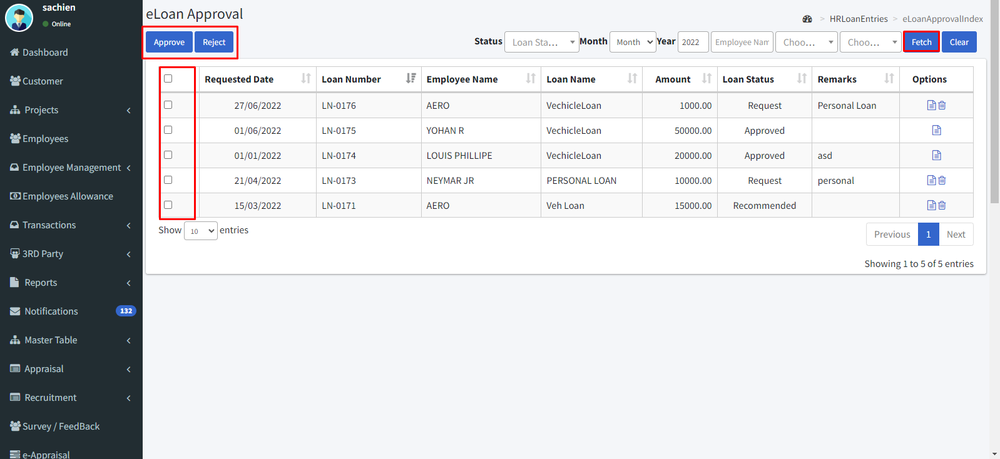 sachien
Online
Dashboard
Customer
Projects
Employees
Employee Management
Employees Allowance
Transactions
3RD Party
Reports
Notifications 132
Master Table
Appraisal
Recruitment
Survey / FeedBack
e-Appraisal
eLoan Approval
> HRLoanEntries > eLoanApprovalIndex
Approve Reject Status Loan Sta... Month Month Year 2022 Employee Nam Choo... Choo... Fetch Clear
Requested Date Loan Number Employee Name Loan Name Amount Loan Status Remarks Options
27/06/2022 LN-0176 AERO VechicleLoan 1000.00 Request Personal Loan
01/06/2022 LN-0175 YOHAN R VechicleLoan 50000.00 Approved
01/01/2022 LN-0174 LOUIS PHILLIPE VechicleLoan 20000.00 Approved asd
21/04/2022 LN-0173 NEYMAR JR PERSONAL LOAN 10000.00 Request personal
15/03/2022 LN-0171 AERO Veh Loan 15000.00 Recommended
Show 10 entries
Previous 1 Next
Showing 1 to 5 of 5 entries